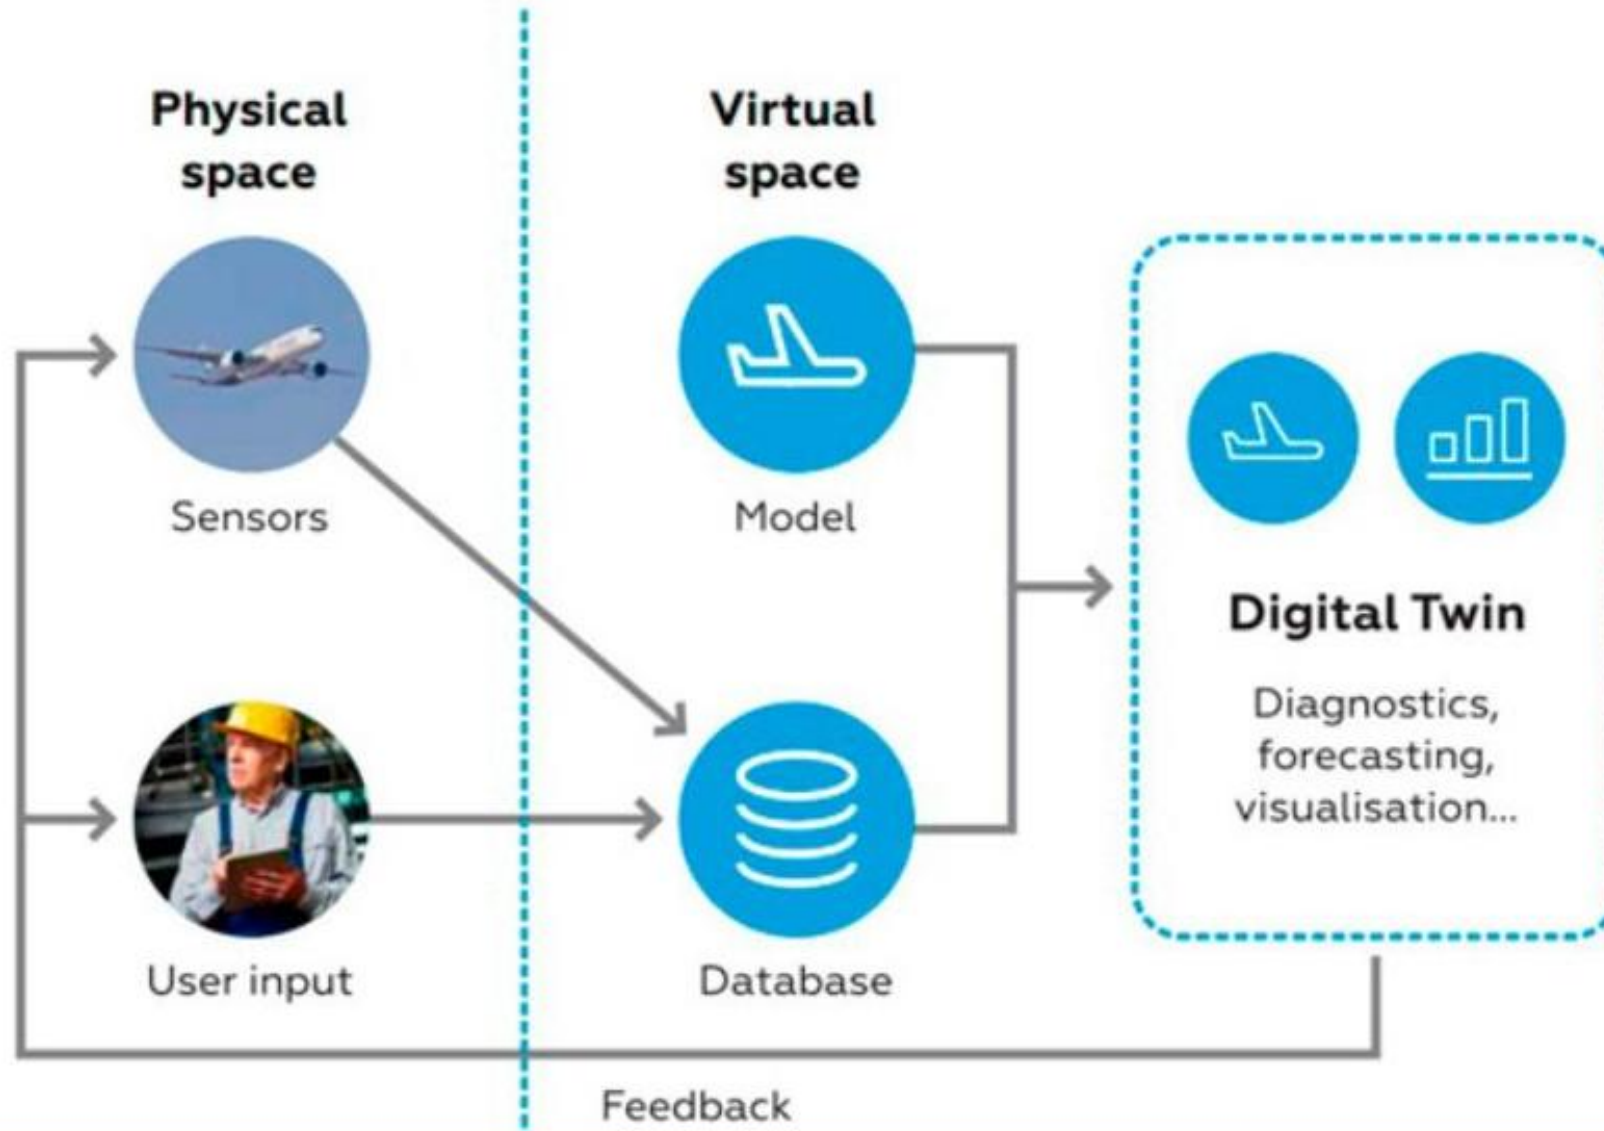 Physical
space
Virtual
space
Sensors
Model
Digital Twin
Diagnostics,
forecasting,
visualisation...
User input
Database
Feedback